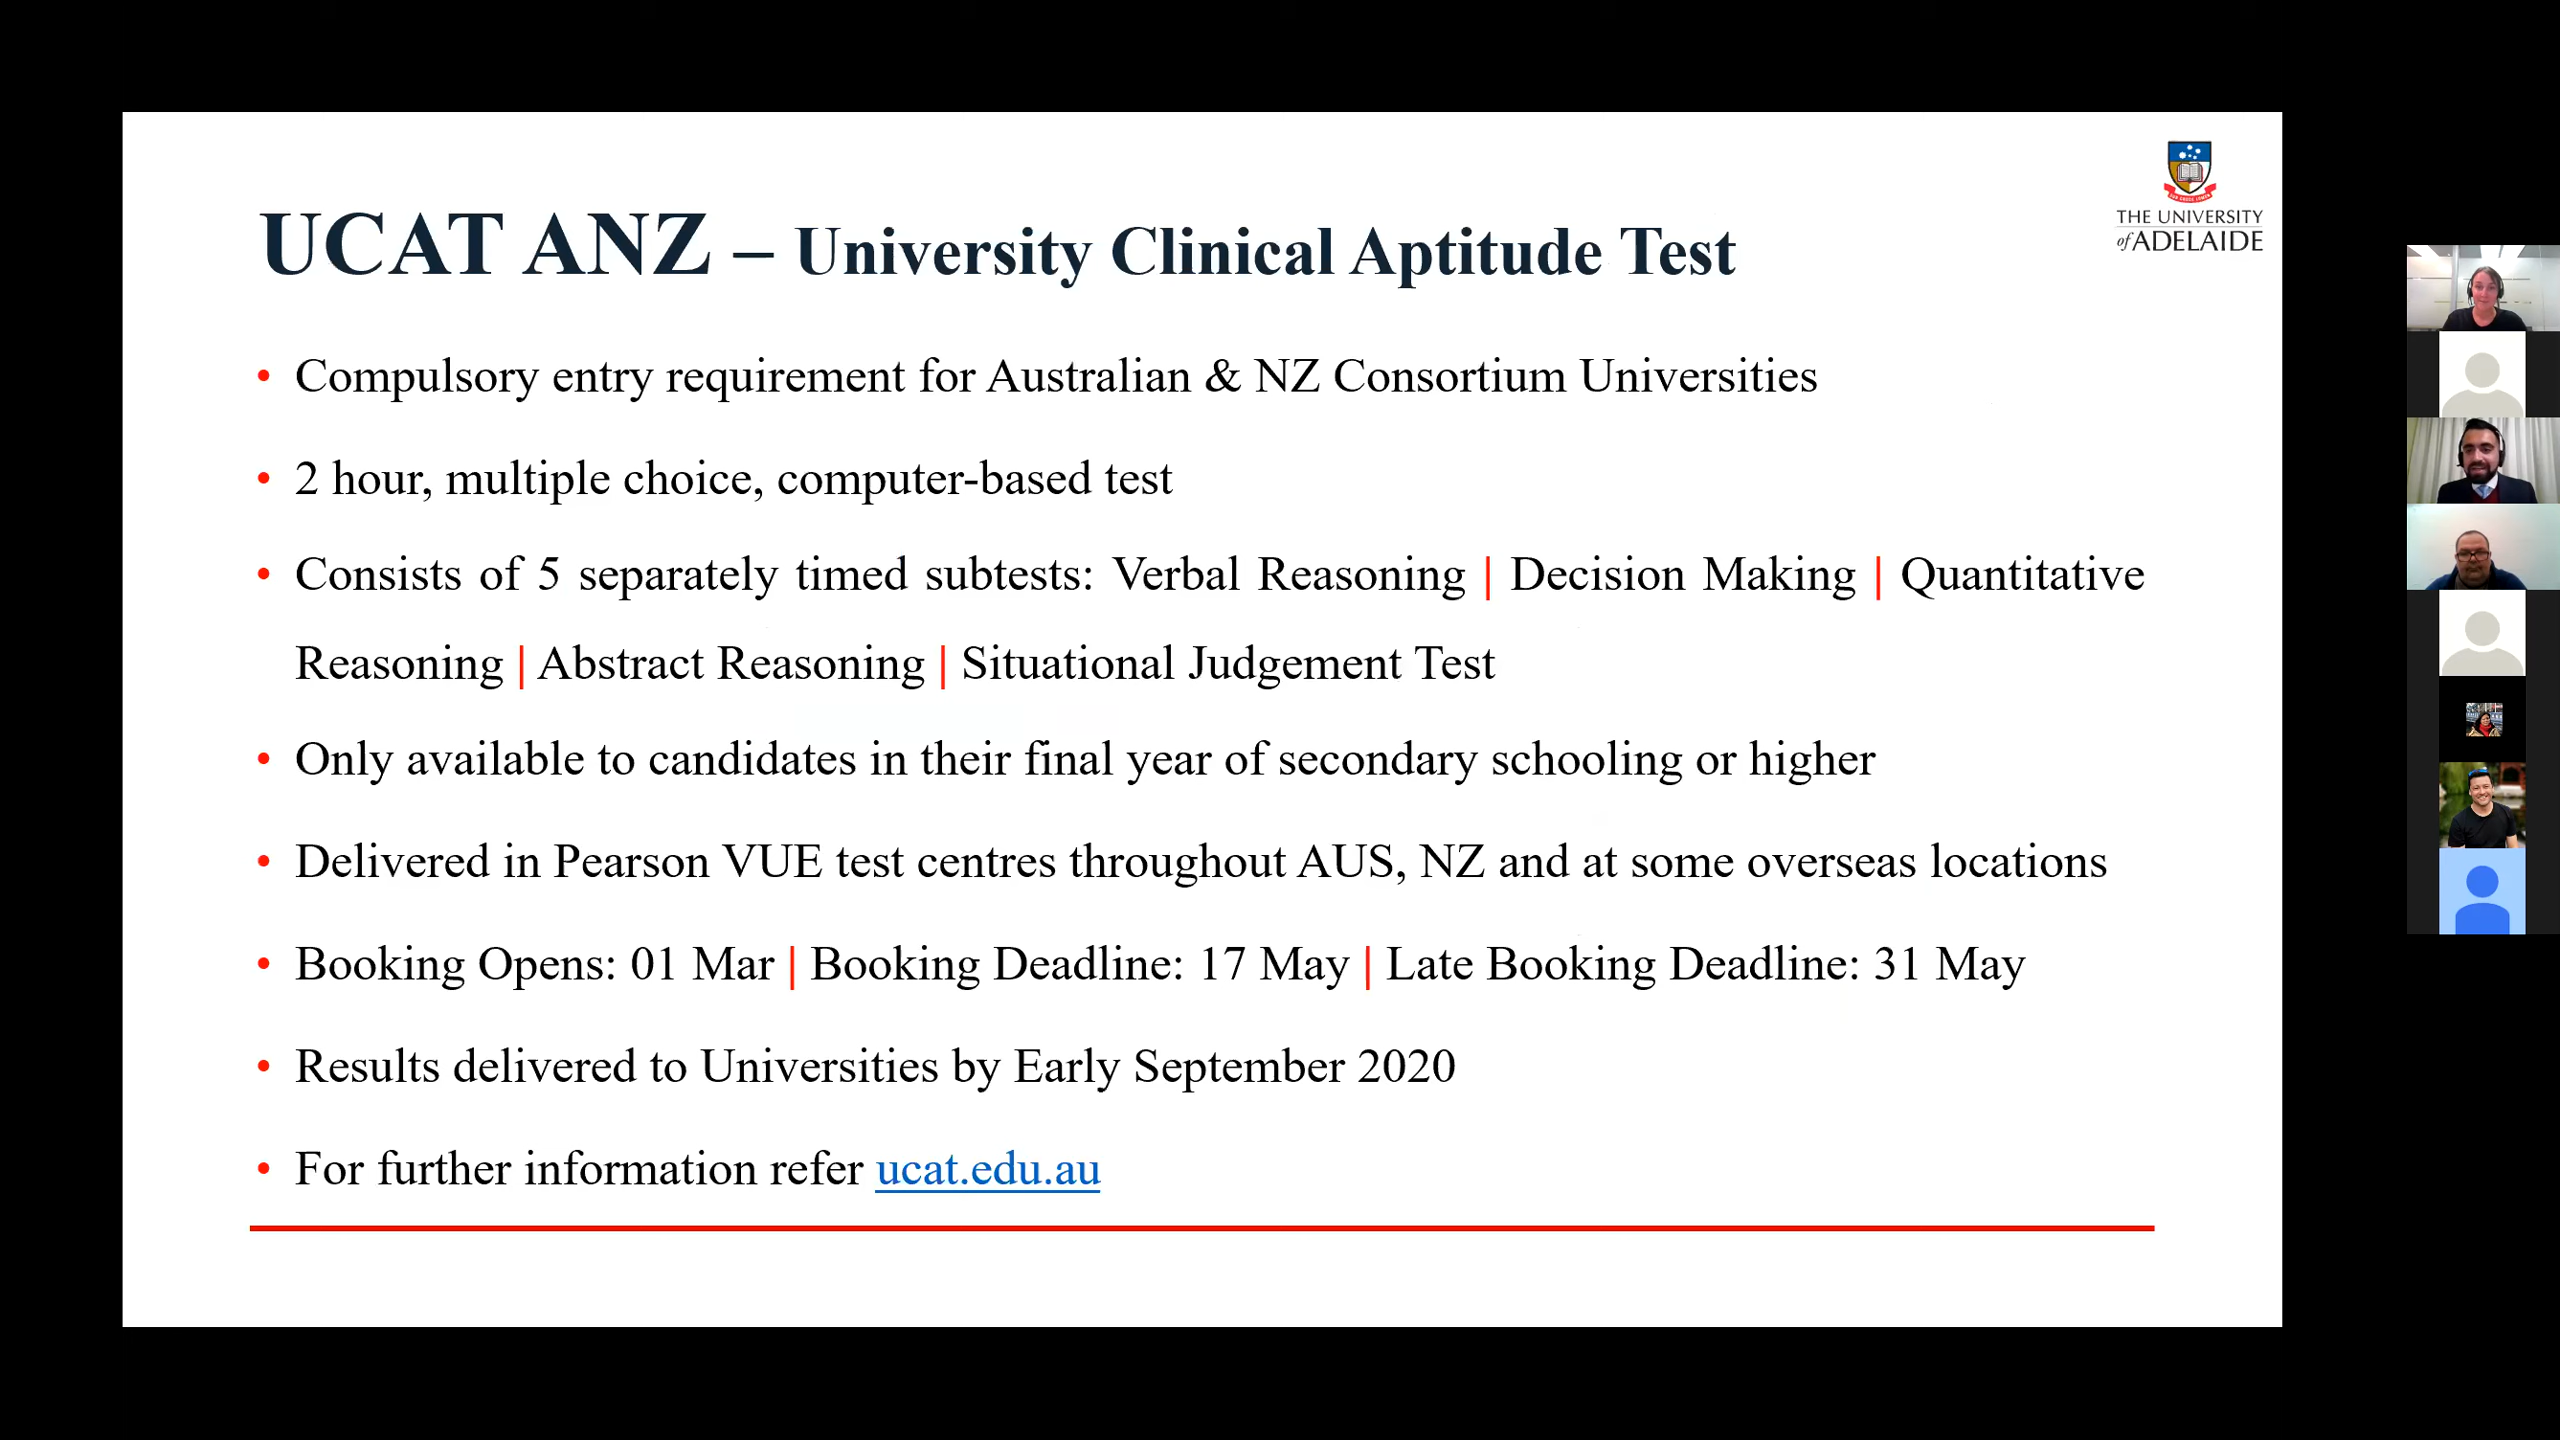 THE UNIVERSITY
of ADELAIDE
UCAT ANZ – University Clinical Aptitude Test
• Compulsory entry requirement for Australian & NZ Consortium Universities
• 2 hour, multiple choice, computer-based test
• Consists of 5 separately timed subtests: Verbal Reasoning | Decision Making | Quantitative
Reasoning | Abstract Reasoning | Situational Judgement Test
• Only available to candidates in their final year of secondary schooling or higher
• Delivered in Pearson VUE test centres throughout AUS, NZ and at some overseas locations
• Booking Opens: 01 Mar | Booking Deadline: 17 May | Late Booking Deadline: 31 May
• Results delivered to Universities by Early September 2020
• For further information refer ucat.edu.au